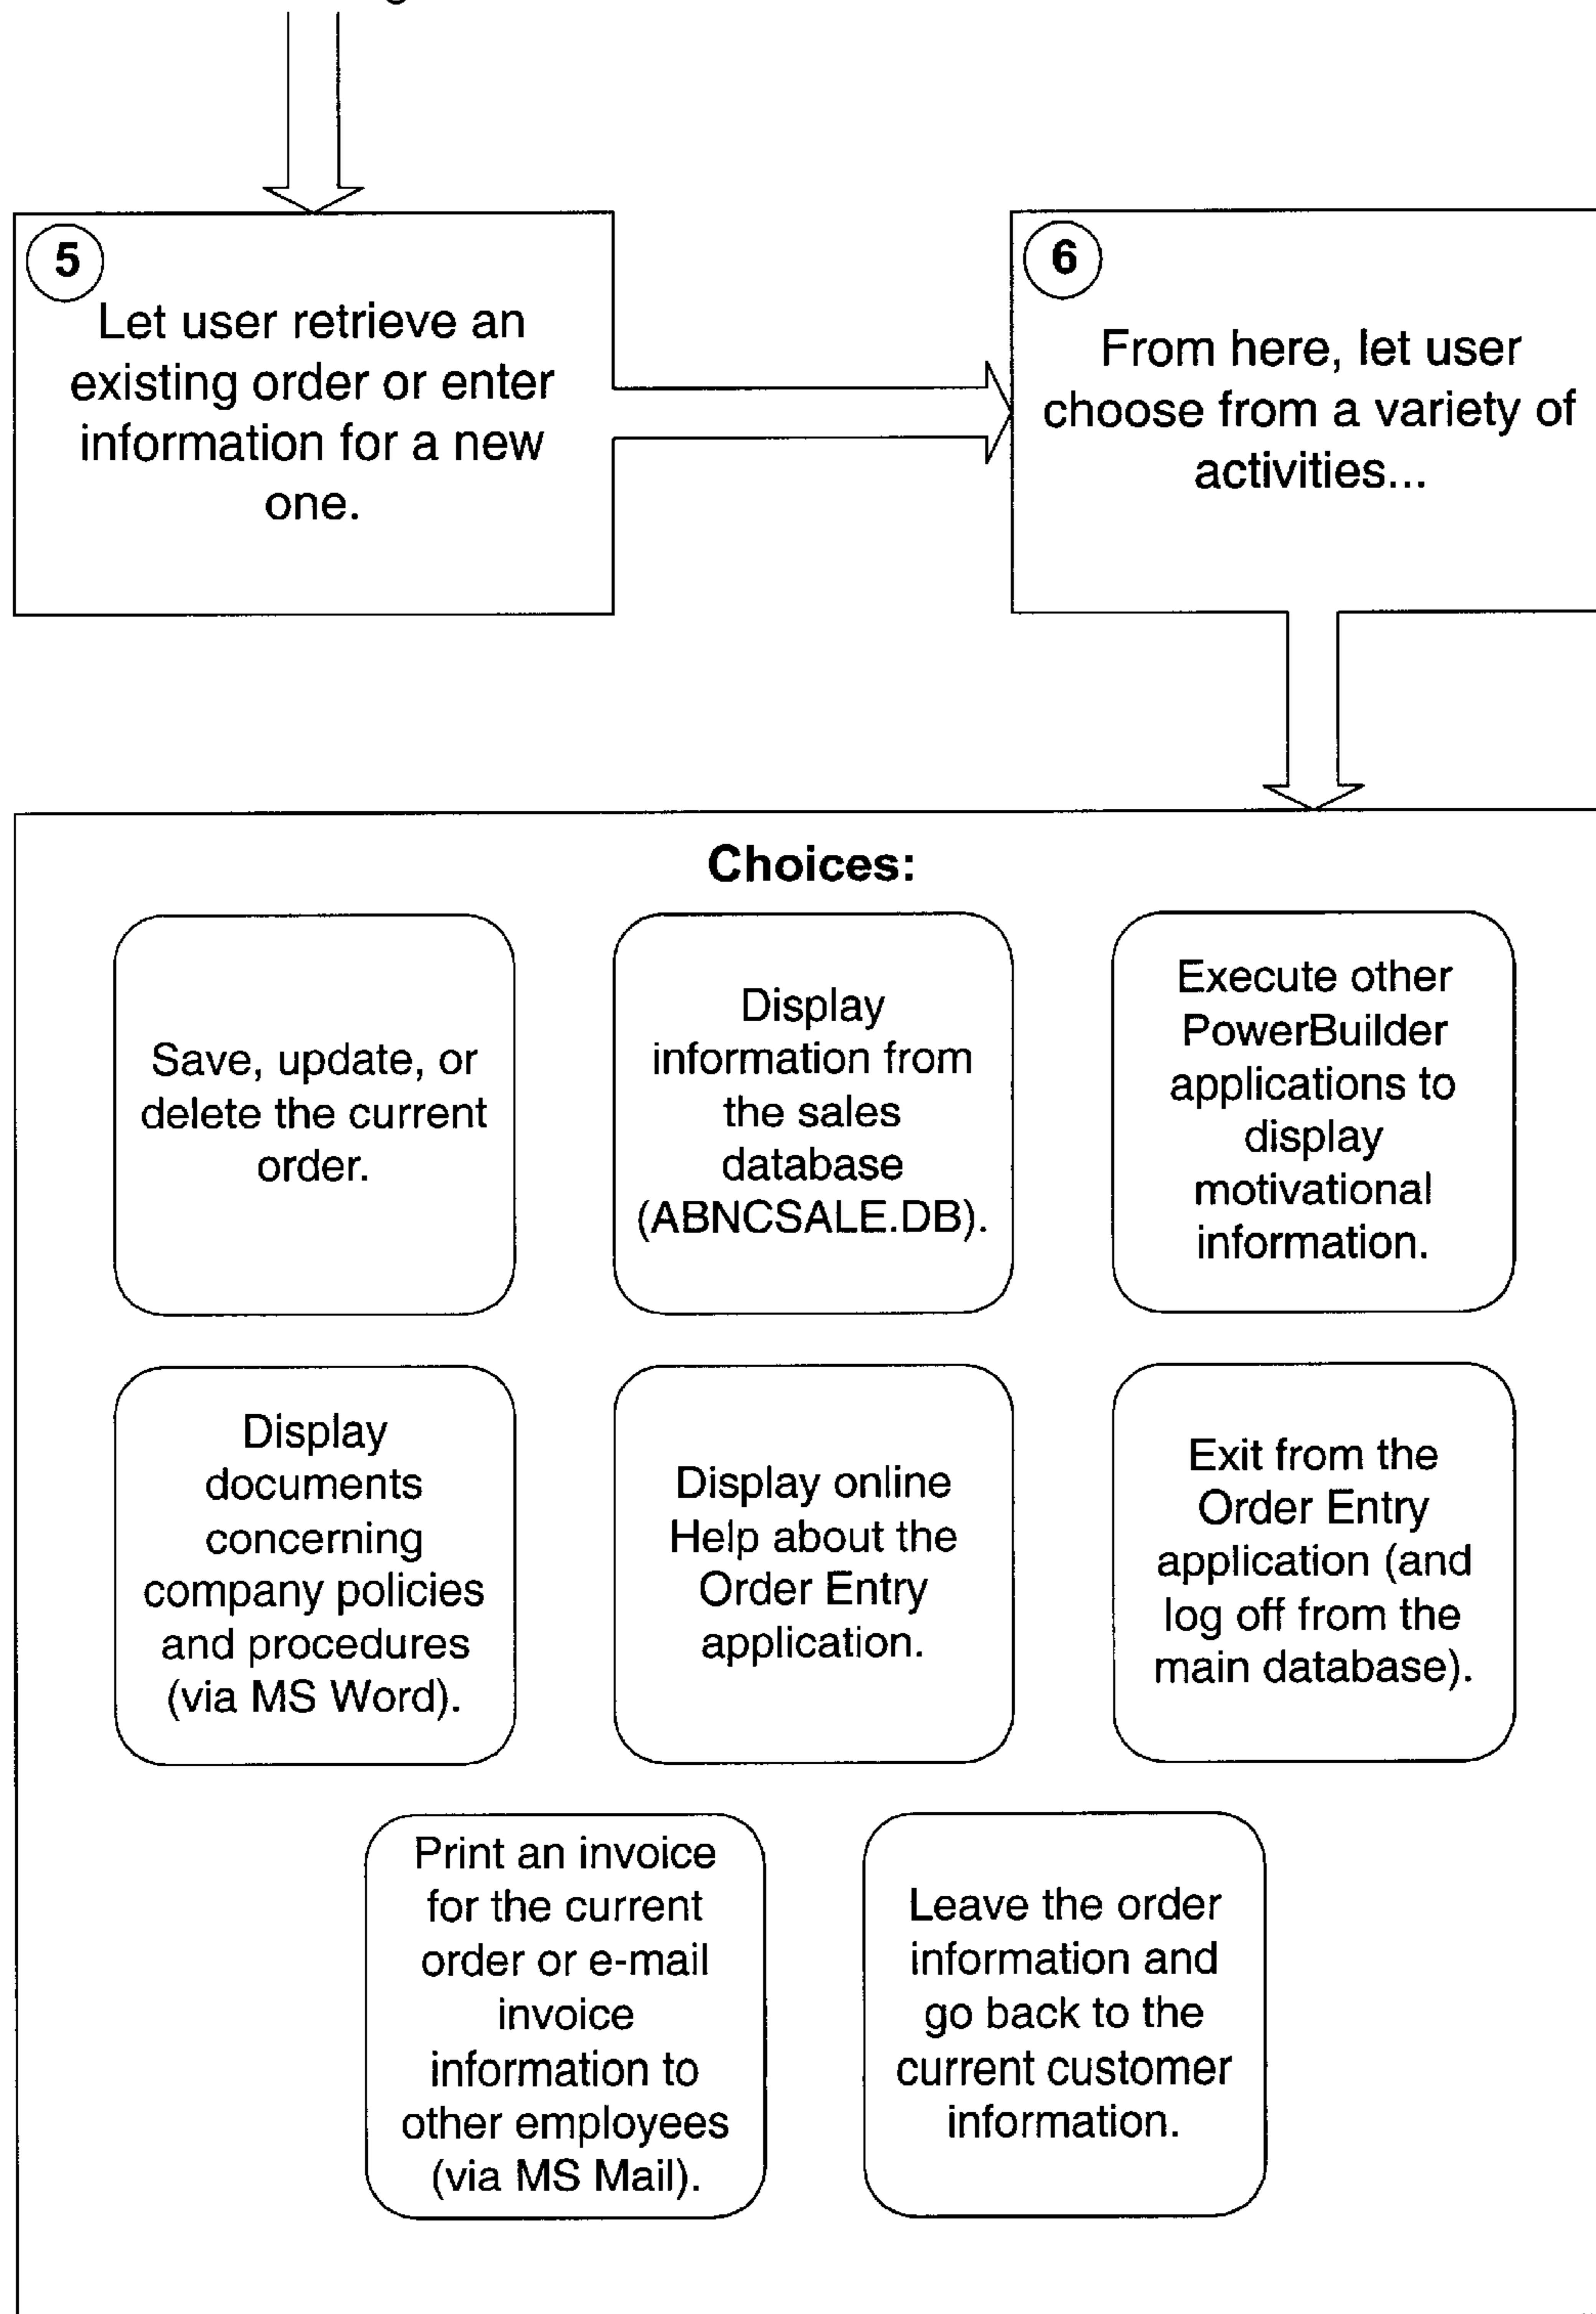 5
Let user retrieve an
existing order or enter
information for a new
one.
6
From here, let user
choose from a variety of
activities...
Choices:
Save, update, or
delete the current
order.
Display
information from
the sales
database
(ABNCSALE.DB).
Execute other
PowerBuilder
applications to
display
motivational
information.
Display
documents
concerning
company policies
and procedures
(via MS Word).
Display online
Help about the
Order Entry
application.
Exit from the
Order Entry
application (and
log off from the
main database).
Print an invoice
for the current
order or e-mail
invoice
information to
other employees
(via MS Mail).
Leave the order
information and
go back to the
current customer
information.